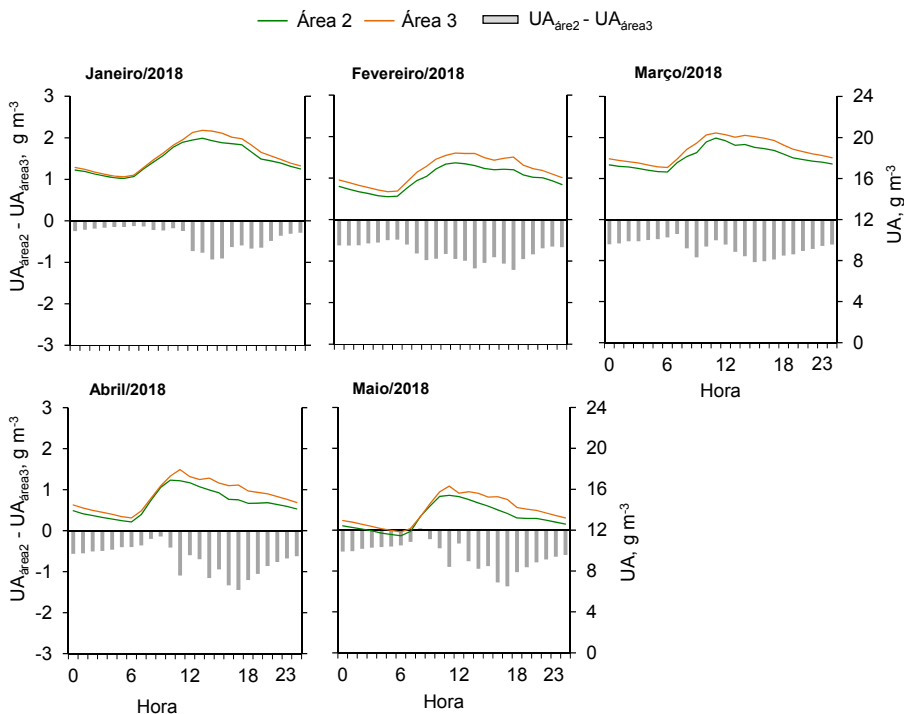 Área 2 Área 3 UAáre2 - UAárea3
Janeiro/2018 Fevereiro/2018 Março/2018
UAárea2 - UAárea3, g m-3
3
2
1
0
-1
-2
-3
24
20
16
12
8
4
0
UA, g m-3
0 6 12 18 23
Hora
Abril/2018 Maio/2018
UAárea2 - UAárea3, g m-3
3
2
1
0
-1
-2
-3
24
20
16
12
8
4
0
UA, g m-3
0 6 12 18 23 0 6 12 18 23
Hora Hora